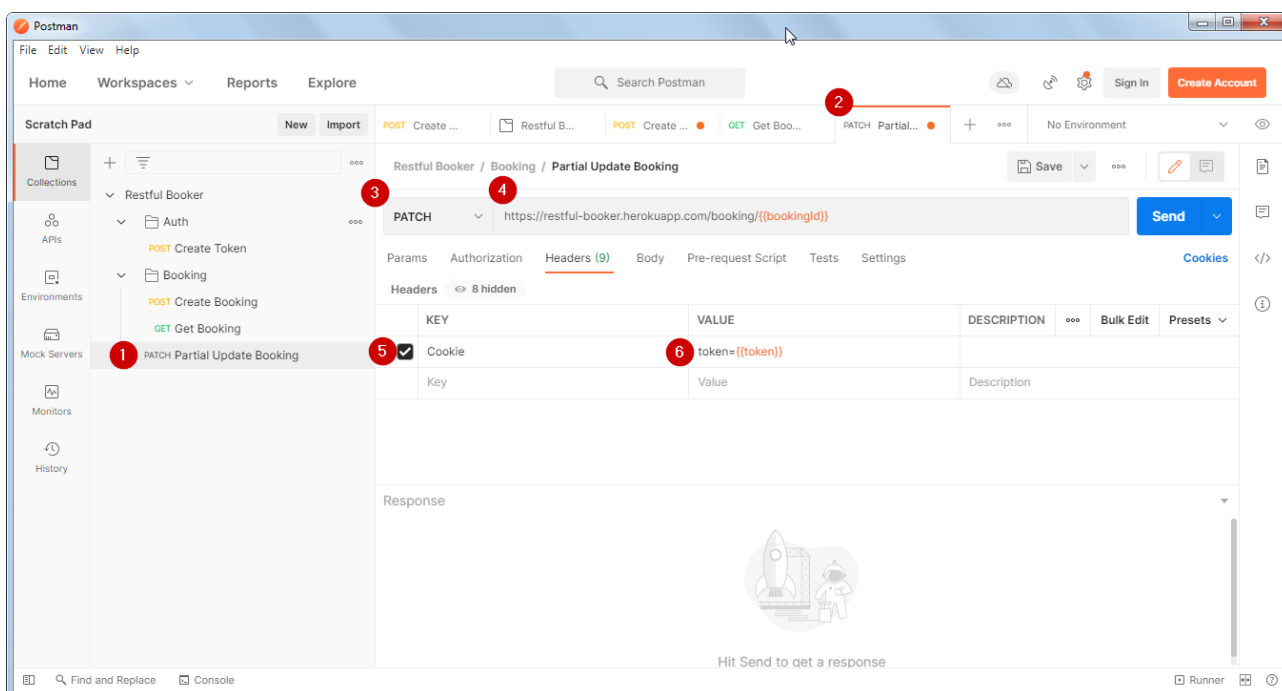 Postman
File Edit View Help
Home Workspaces Reports Explore Search Postman Sign In Create Account
2
Scratch Pad New Import POST Create ... Restful B... POST Create ... GET Get Boo... PATCH Partial... No Environment
Collections
APIs
Environments
Mock Servers
Monitors
History
Restful Booker
Auth
POST Create Token
Booking
POST Create Booking
GET Get Booking
1 PATCH Partial Update Booking
Restful Booker / Booking / Partial Update Booking Save
3 4
PATCH https://restful-booker.herokuapp.com/booking/{{bookingId}} Send
Params Authorization Headers (9) Body Pre-request Script Tests Settings Cookies
Headers 8 hidden
KEY VALUE DESCRIPTION Bulk Edit Presets
5 Cookie 6 token={{token}}
Key Value Description
Response
Hit Send to get a response
Find and Replace Console Runner